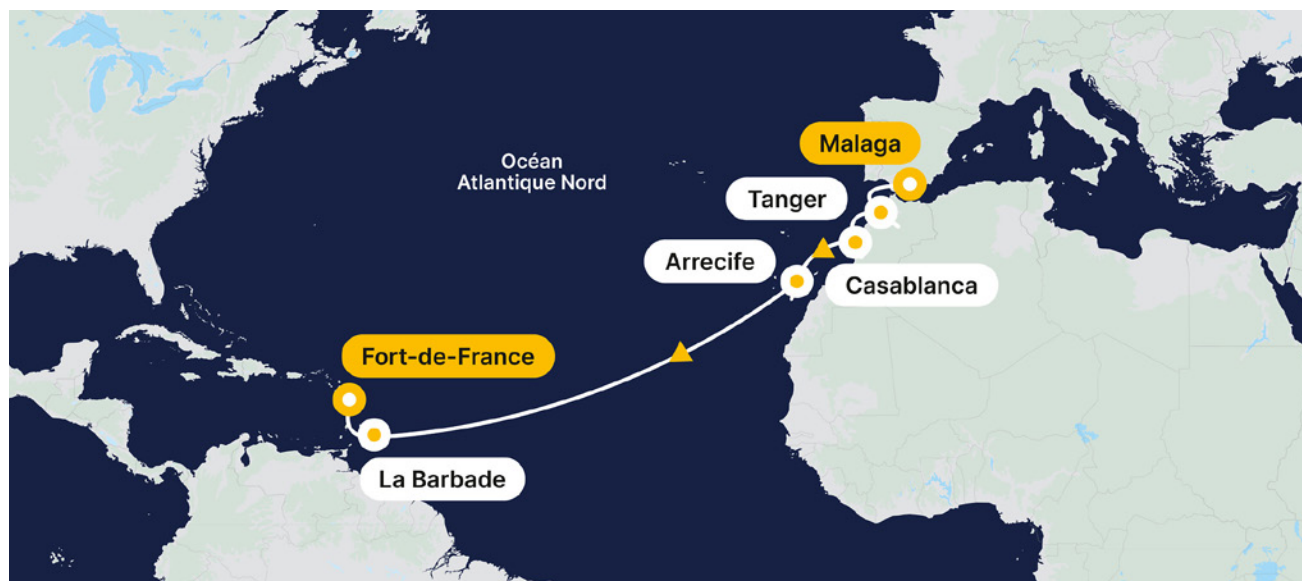 Malaga
Océan
Atlantique Nord
Tanger
Arrecife
Casablanca
Fort-de-France
La Barbade